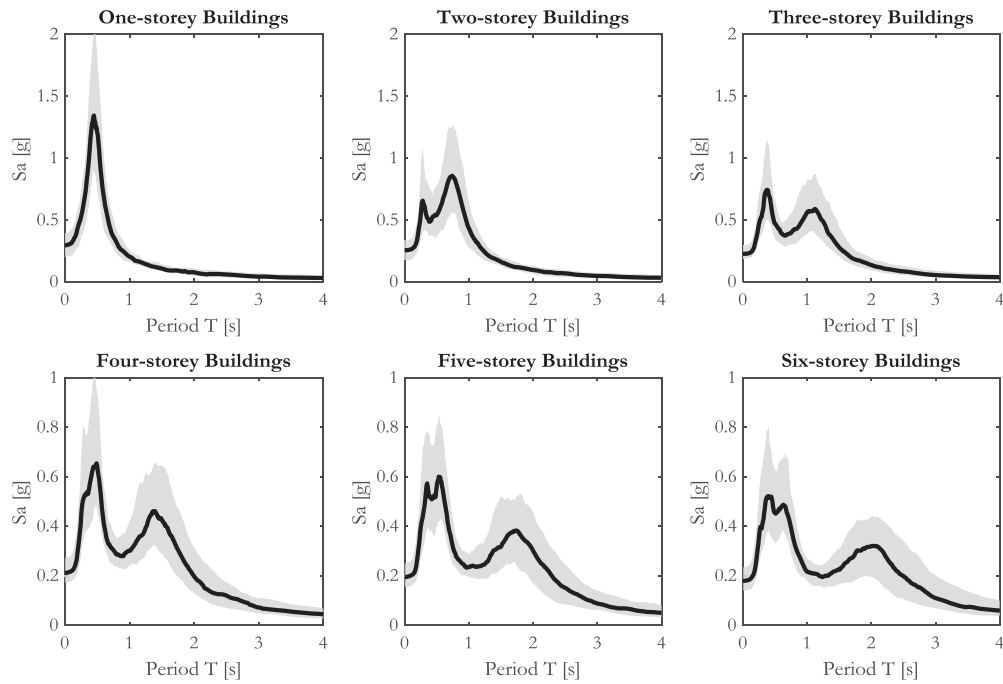 One-storey Buildings
Two-storey Buildings
Three-storey Buildings
2
1.5
1
0.5
0
Sa [g]
0 1 2 3 4
Period T [s]
2
1.5
1
0.5
0
Sa [g]
0 1 2 3 4
Period T [s]
2
1.5
1
0.5
0
Sa [g]
0 1 2 3 4
Period T [s]
Four-storey Buildings
Five-storey Buildings
Six-storey Buildings
1
0.8
0.6
0.4
0.2
0
Sa [g]
0 1 2 3 4
Period T [s]
1
0.8
0.6
0.4
0.2
0
Sa [g]
0 1 2 3 4
Period T [s]
1
0.8
0.6
0.4
0.2
0
Sa [g]
0 1 2 3 4
Period T [s]